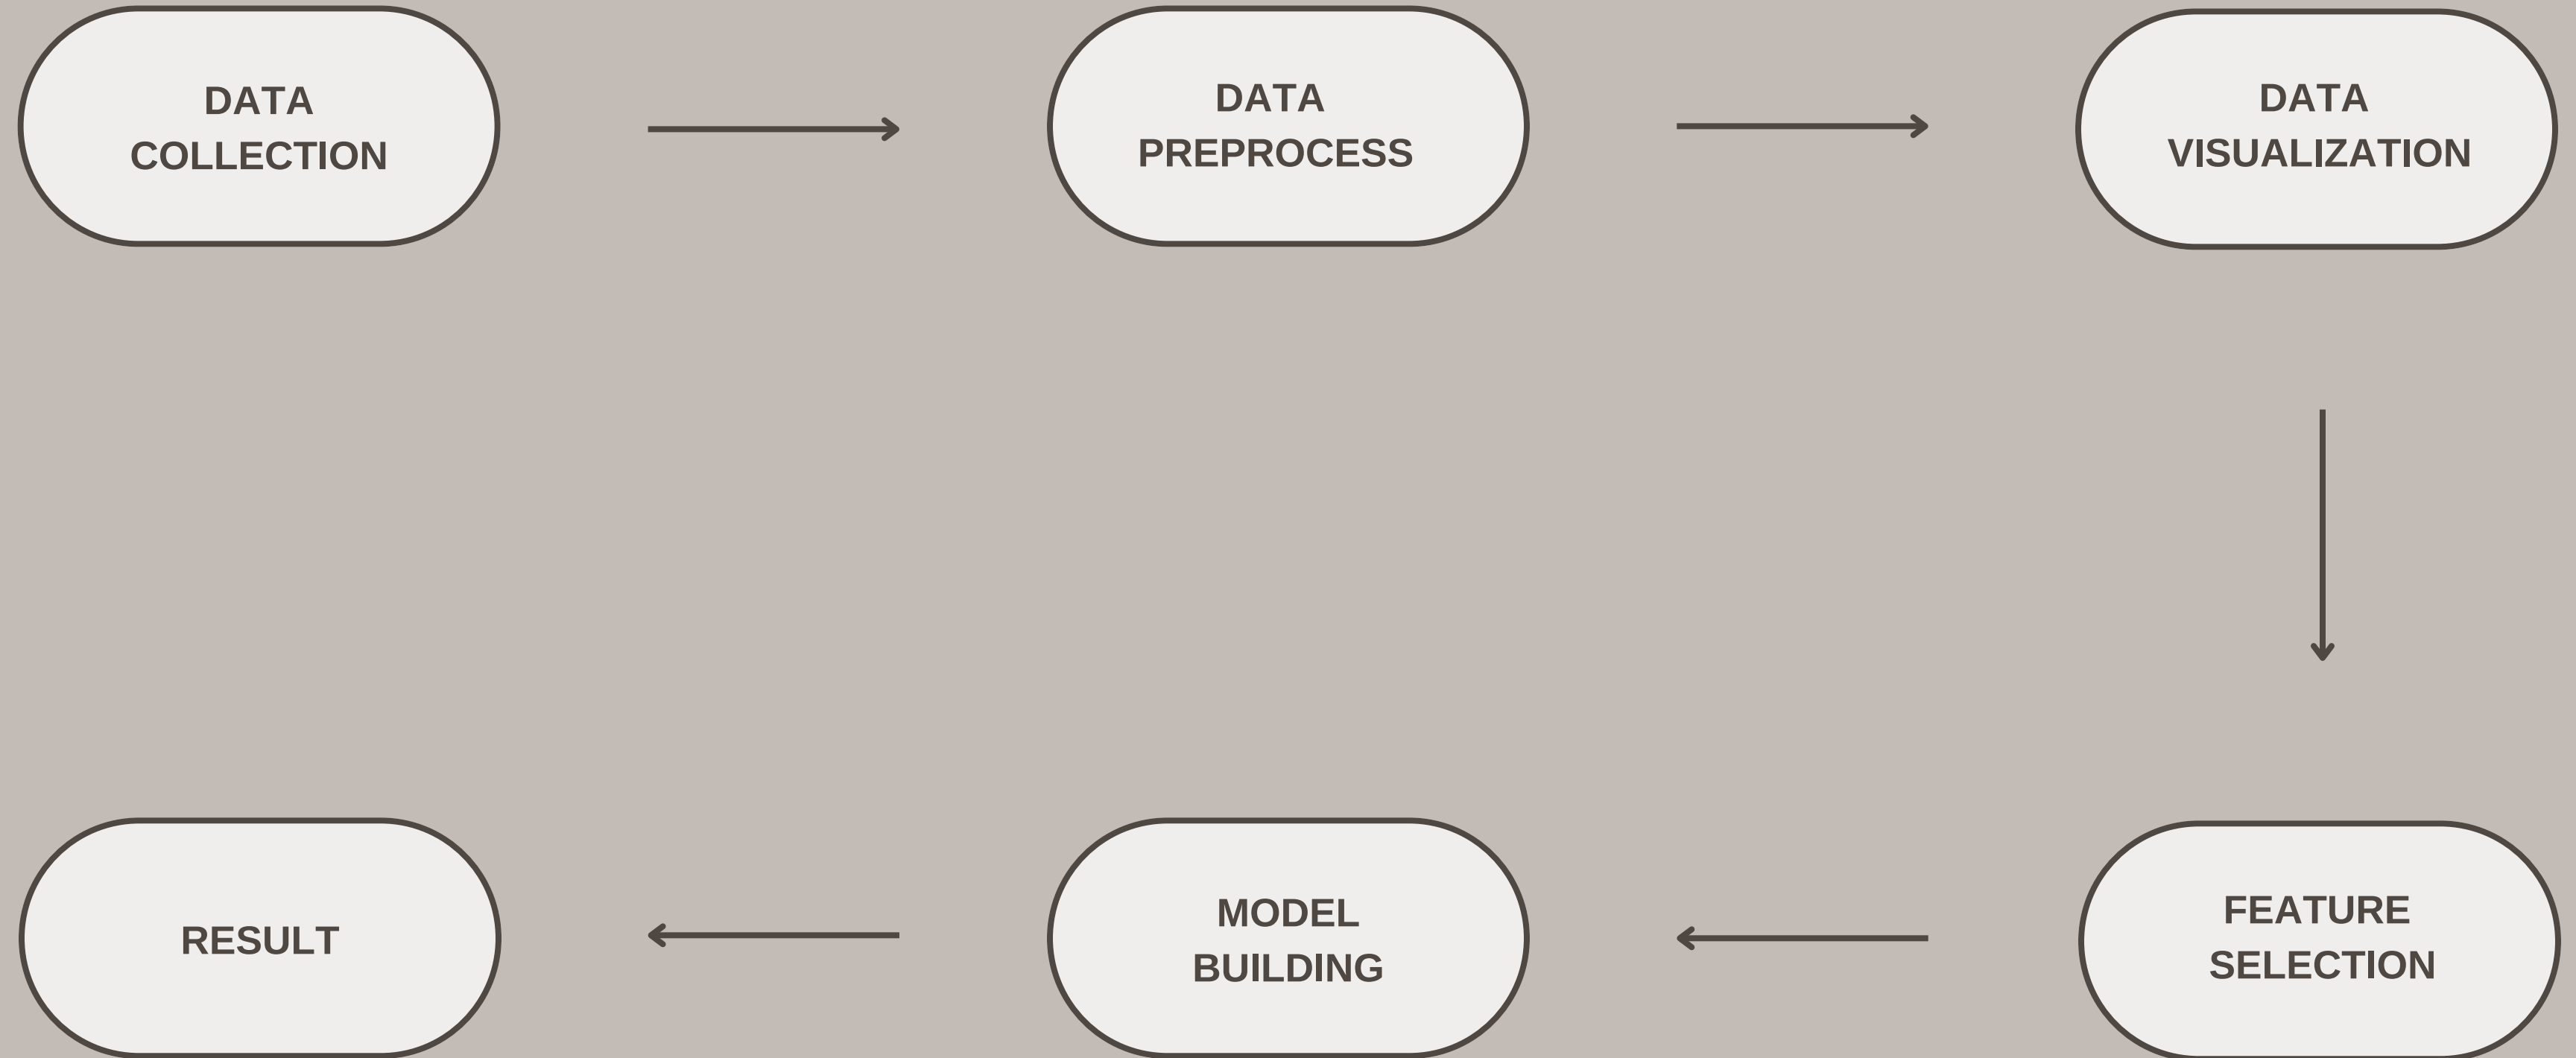 DATA
COLLECTION
DATA
PREPROCESS
DATA
VISUALIZATION
FEATURE
SELECTION
MODEL
BUILDING
RESULT